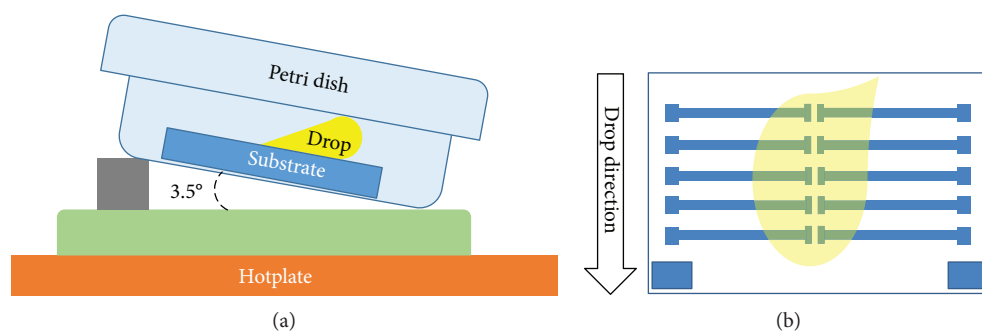 Petri dish
Drop
Substrate
3.5°
Hotplate
(a)
Drop direction
(b)